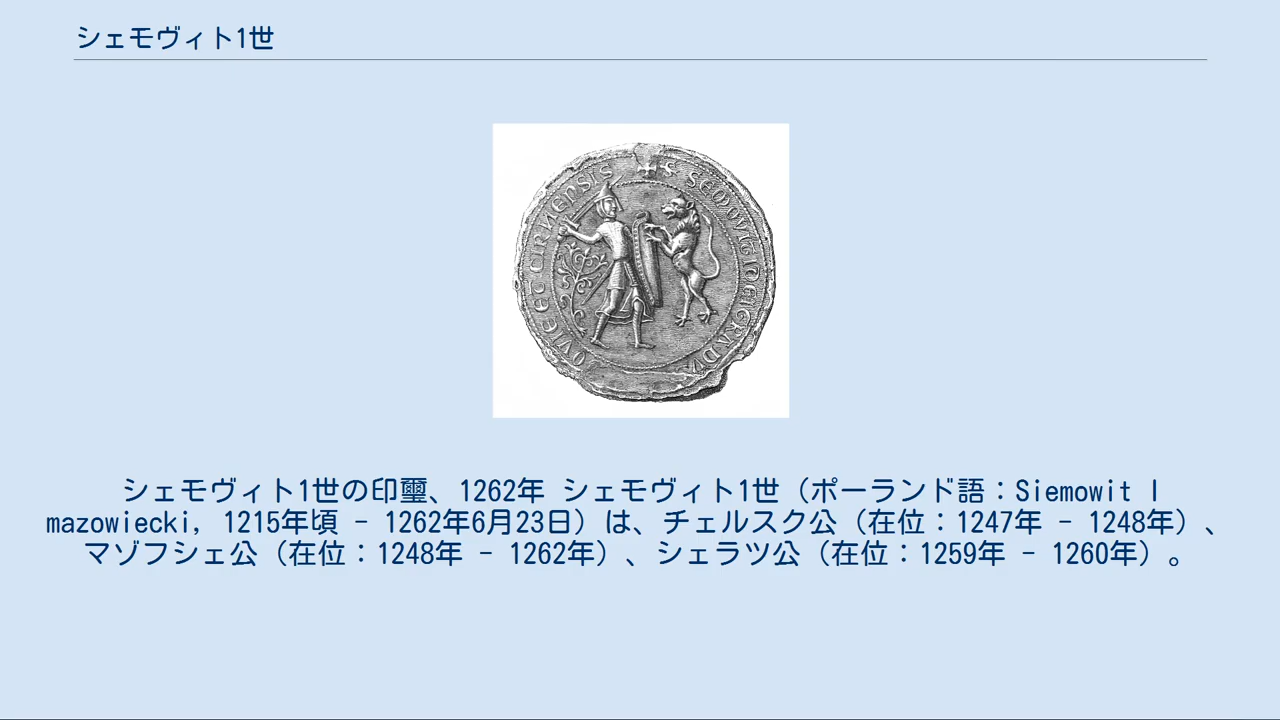 シェモヴィト1世
シェモヴィト1世の印璽、1262年 シェモヴィト1世（ポーランド語：Siemowit I
mazowiecki, 1215年頃 - 1262年6月23日）は、チェルスク公（在位：1247年 - 1248年）、
マゾフシェ公（在位：1248年 - 1262年）、シェラツ公（在位：1259年 - 1260年）。